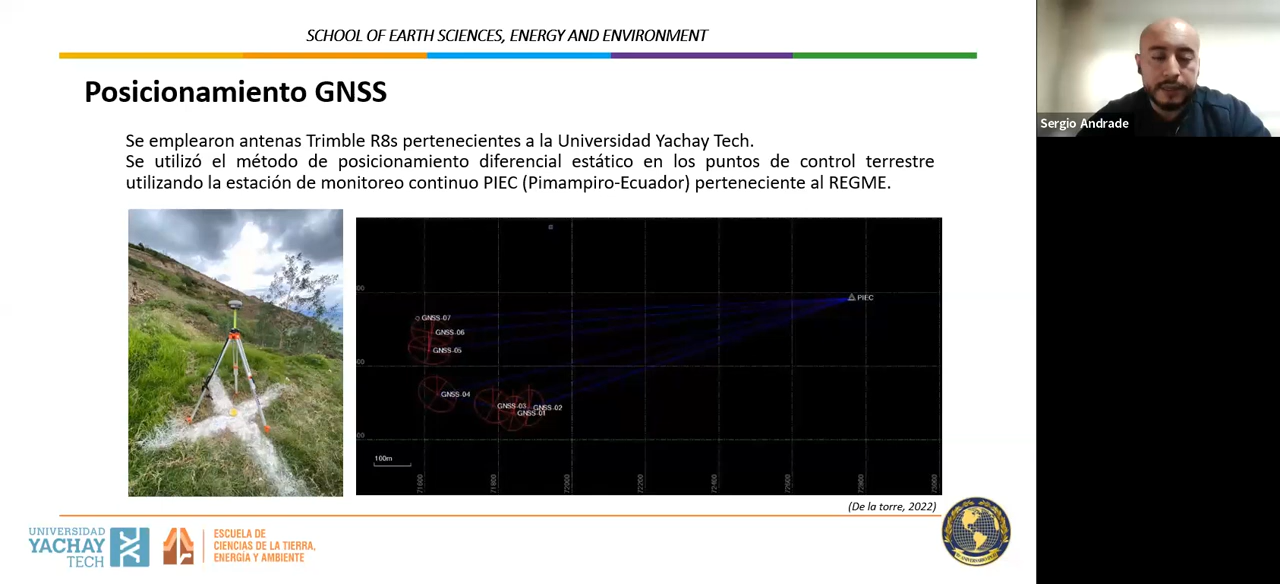 SCHOOL OF EARTH SCIENCES, ENERGY AND ENVIRONMENT
Posicionamiento GNSS
Se emplearon antenas Trimble R8s pertenecientes a la Universidad Yachay Tech.
Se utilizó el método de posicionamiento diferencial estático en los puntos de control terrestre
utilizando la estación de monitoreo continuo PIEC (Pimampiro-Ecuador) perteneciente al REGME.
Sergio Andrade
PIEC
GNSS-07
GNSS-06
GNSS-05
GNSS-04
GNSS-03
GNSS-02
GNSS-01
100m
(De la torre, 2022)
UNIVERSIDAD
YACHAY
TECH
ESCUELA DE
CIENCIAS DE LA TIERRA,
ENERGÍA Y AMBIENTE